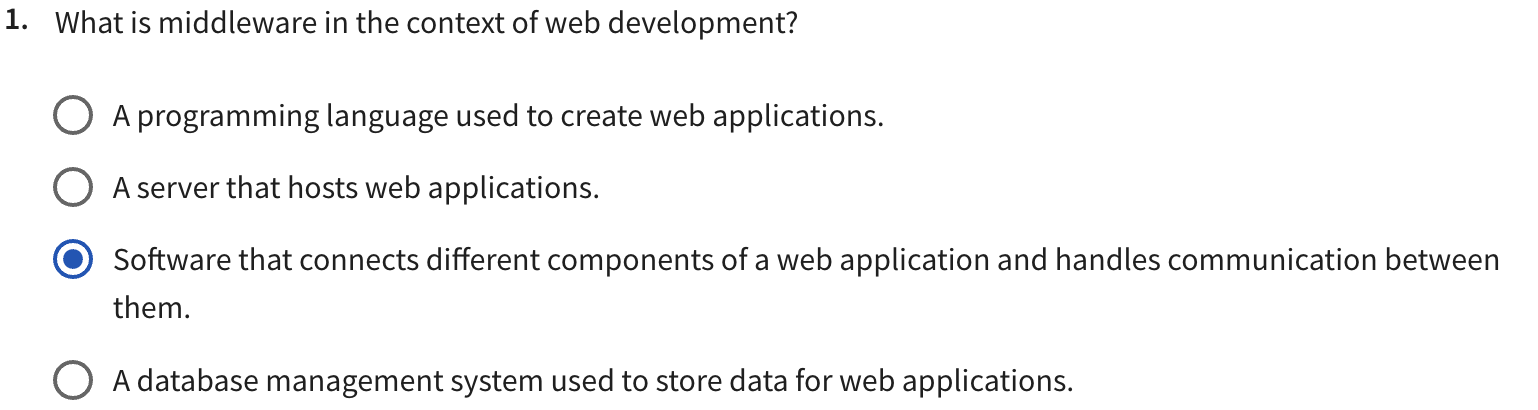 1. What is middleware in the context of web development?
A programming language used to create web applications.
A server that hosts web applications.
Software that connects different components of a web application and handles communication between
them.
A database management system used to store data for web applications.